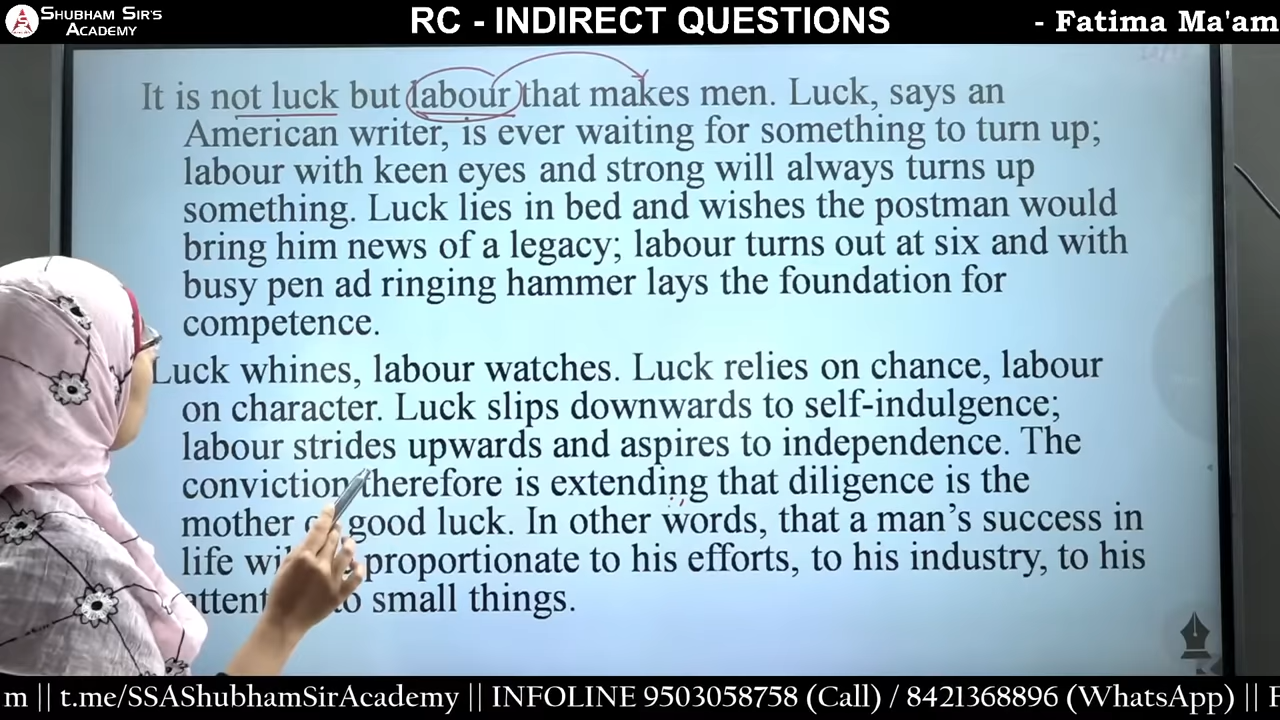 SHUBHAM SIR'S
ACADEMY
RC - INDIRECT QUESTIONS
- Fatima Ma'am
It is not luck but labour that makes men. Luck, says an
American writer, is ever waiting for something to turn up;
labour with keen eyes and strong will always turns up
something. Luck lies in bed and wishes the postman would
bring him news of a legacy; labour turns out at six and with
busy pen ad ringing hammer lays the foundation for
competence.
Luck whines, labour watches. Luck relies on chance, labour
on character. Luck slips downwards to self-indulgence;
labour strides upwards and aspires to independence. The
conviction therefore is extending that diligence is the
mother good luck. In other words, that a man's success in
life proportionate to his efforts, to his industry, to his
small things.
m || t.me/SSAShubhamSirAcademy || INFOLINE 9503058758 (Call) / 8421368896 (WhatsApp) ||